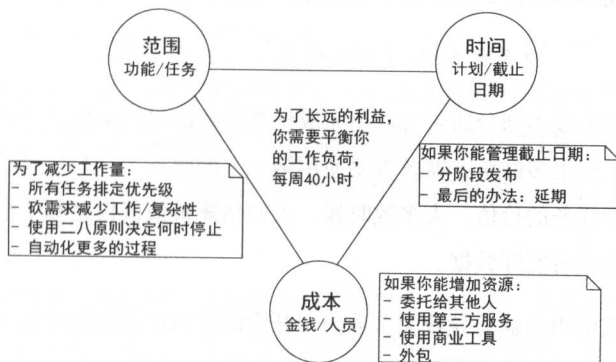 范围
功能/任务
时间
计划/截止
日期
为了长远的利益,
你需要平衡你
的工作负荷,
每周40小时
为了减少工作量:
- 所有任务排定优先级
- 砍需求减少工作/复杂性
- 使用二八原则决定何时停止
- 自动化更多的过程
如果你能管理截止日期:
- 分阶段发布
- 最后的办法: 延期
成本
金钱/人员
如果你能增加资源:
- 委托给其他人
- 使用第三方服务
- 使用商业工具
- 外包